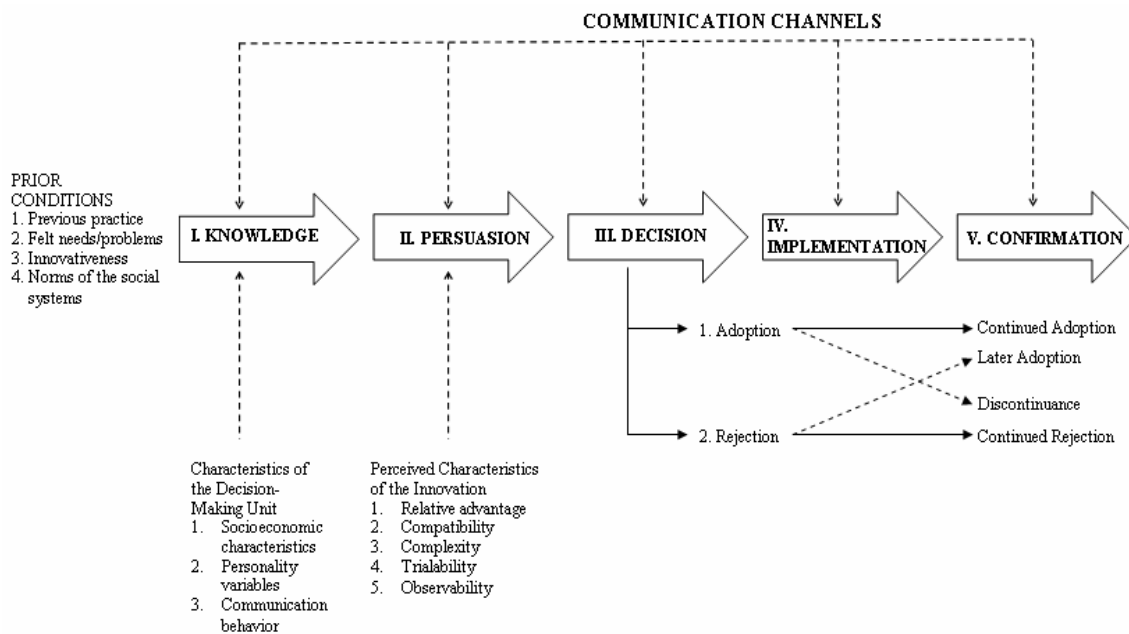 COMMUNICATION CHANNELS
PRIOR
CONDITIONS
1. Previous practice
2. Felt needs/problems
3. Innovativeness
4. Norms of the social
systems
I. KNOWLEDGE
II. PERSUASION
III. DECISION
IV.
IMPLEMENTATION
V. CONFIRMATION
1. Adoption
2. Rejection
Continued Adoption
Later Adoption
Discontinuance
Continued Rejection
Characteristics of
the Decision-
Making Unit
1. Socioeconomic
characteristics
2. Personality
variables
3. Communication
behavior
Perceived Characteristics
of the Innovation
1. Relative advantage
2. Compatibility
3. Complexity
4. Trialability
5. Observability